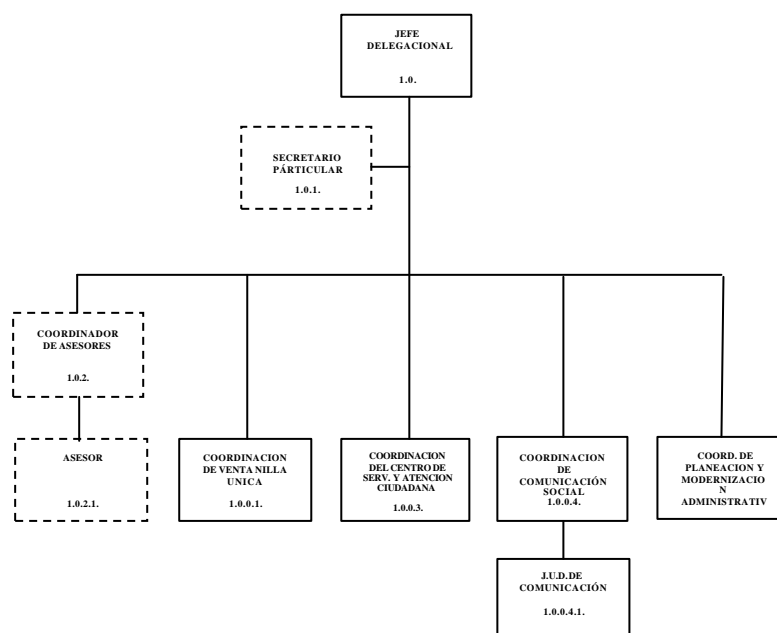 JEFE
DELEGACIONAL
1.0.
SECRETARIO
PÁRTICULAR
1.0.1.
COORDINADOR
DE ASESORES
1.0.2.
ASESOR
1.0.2.1.
COORDINACION
DE VENTA NILLA
UNICA
1.0.0.1.
COORDINACION
DEL CENTRO DE
SERV. Y ATENCION
CIUDADANA
1.0.0.3.
COORDINACION
DE
COMUNICACIÓN
SOCIAL
1.0.0.4.
COORD. DE
PLANEACION Y
MODERNIZACIO
N
ADMINISTRATIV
J.U.D. DE
COMUNICACIÓN
1.0.0.4.1.